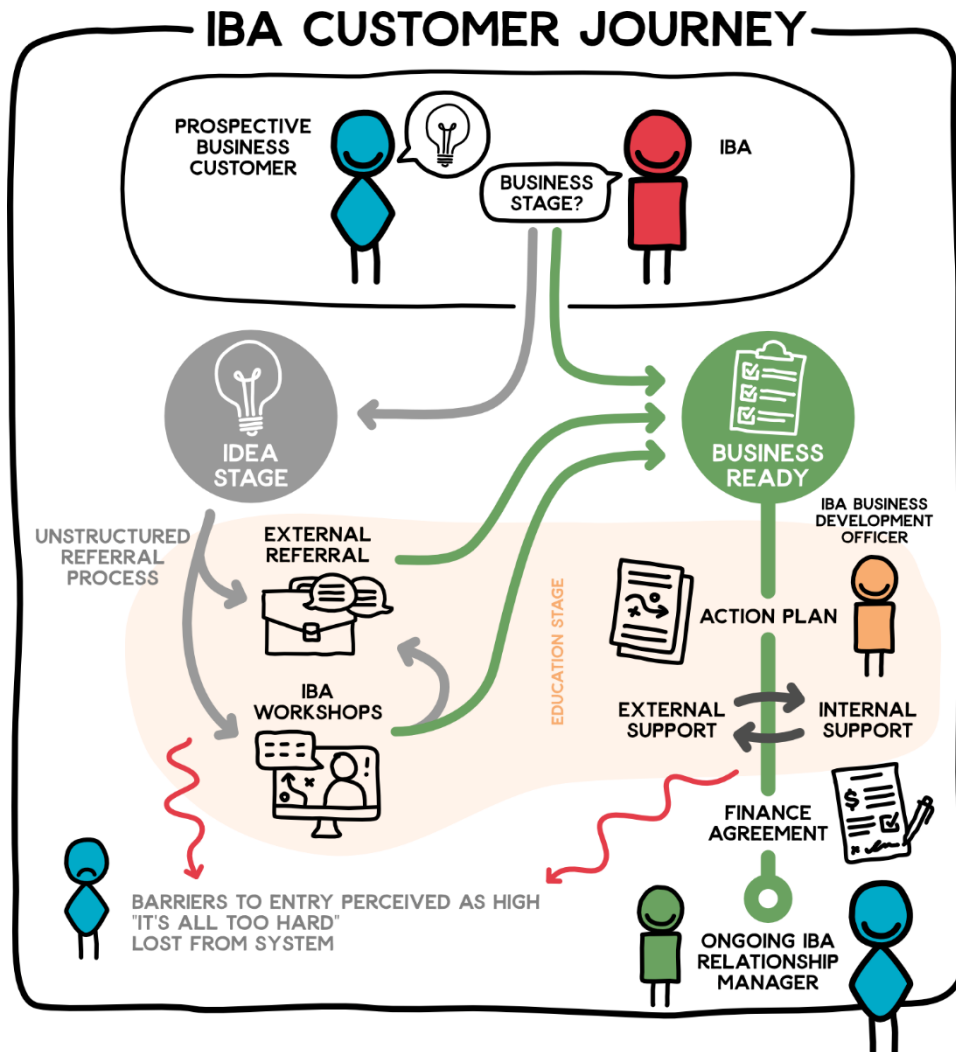 IBA CUSTOMER JOURNEY
PROSPECTIVE
BUSINESS
CUSTOMER
IBA
BUSINESS
STAGE?
IDEA
STAGE
BUSINESS
READY
UNSTRUCTURED
REFERRAL
PROCESS
EXTERNAL
REFERRAL
IBA BUSINESS
DEVELOPMENT
OFFICER
EDUCATION STAGE
ACTION PLAN
IBA
WORKSHOPS
EXTERNAL
SUPPORT
INTERNAL
SUPPORT
FINANCE
AGREEMENT
$
BARRIERS TO ENTRY PERCEIVED AS HIGH
"IT'S ALL TOO HARD"
LOST FROM SYSTEM
ONGOING IBA
RELATIONSHIP
MANAGER